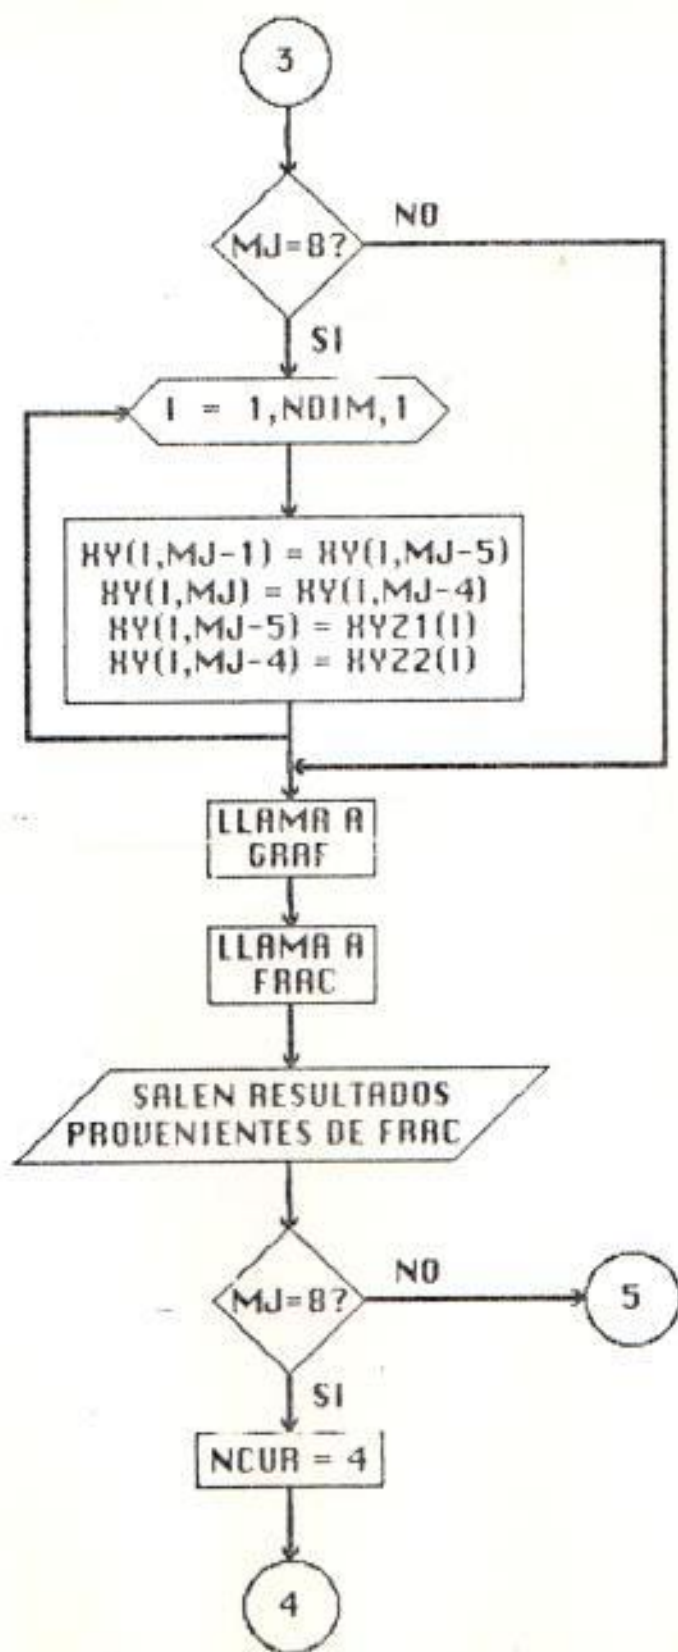 3
MJ=8?
NO
SI
I = 1,NDIM,1
XY(I,MJ-1) = XY(I,MJ-5)
XY(I,MJ) = XY(I,MJ-4)
XY(I,MJ-5) = XYZ1(I)
XY(I,MJ-4) = XYZ2(I)
LLAMA A
GRAF
LLAMA A
FRAC
SALEN RESULTADOS
PROVENIENTES DE FRAC
MJ=8?
NO
5
SI
NCUR = 4
4